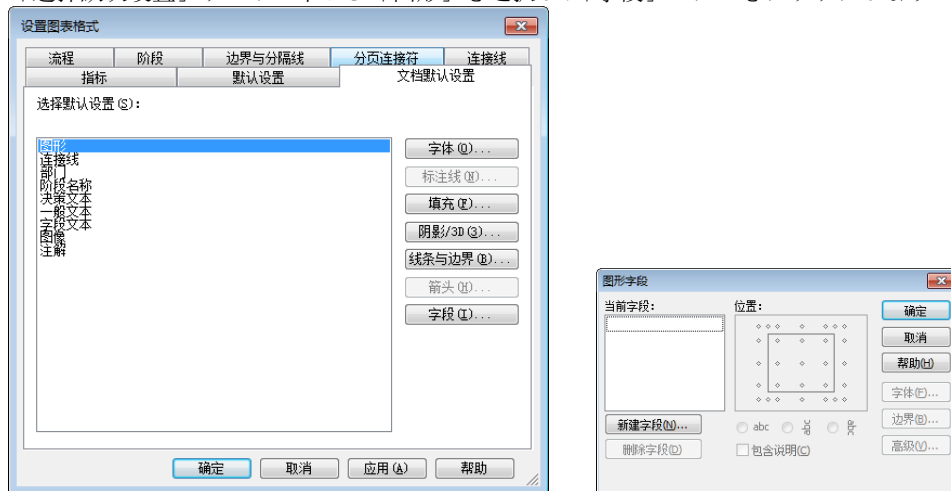 设置图表格式
流程 阶段 边界与分隔线 分页连接符 连接线
指标 默认设置 文档默认设置
选择默认设置(S):
图形
连接线
部门
阶段名称
决策文本
一般文本
字段文本
图像
注解
字体(O)...
标注线(N)...
填充(F)...
阴影/3D(3)...
线条与边界(B)...
箭头(H)...
字段(I)...
确定 取消 应用(A) 帮助
图形字段
当前字段: 位置:
新建字段(N)...
删除字段(D)
abc abc abc
包含说明(C)
确定
取消
帮助(H)
字体(F)...
边界(B)...
高级(V)...